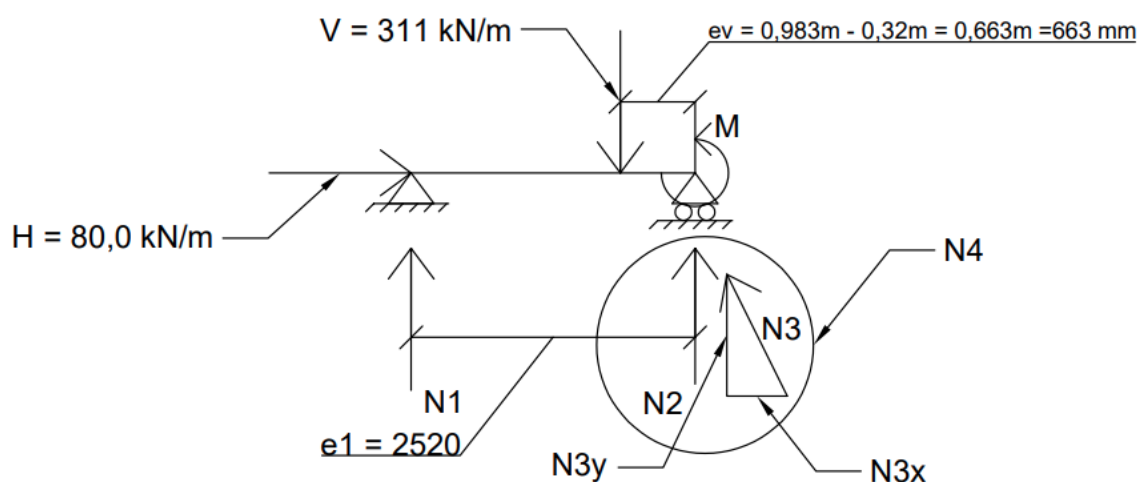 V = 311 kN/m
ev = 0,983m - 0,32m = 0,663m =663 mm
M
H = 80,0 kN/m
N4
N3
N1
N2
e1 = 2520
N3y
N3x